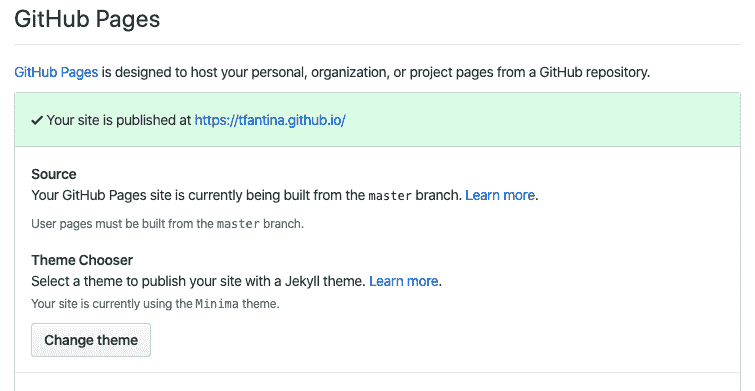 GitHub Pages
GitHub Pages is designed to host your personal, organization, or project pages from a GitHub repository.
Your site is published at https://tfantina.github.io/
Source
Your GitHub Pages site is currently being built from the master branch. Learn more.
User pages must be built from the master branch.
Theme Chooser
Select a theme to publish your site with a Jekyll theme. Learn more.
Your site is currently using the Minima theme.
Change theme